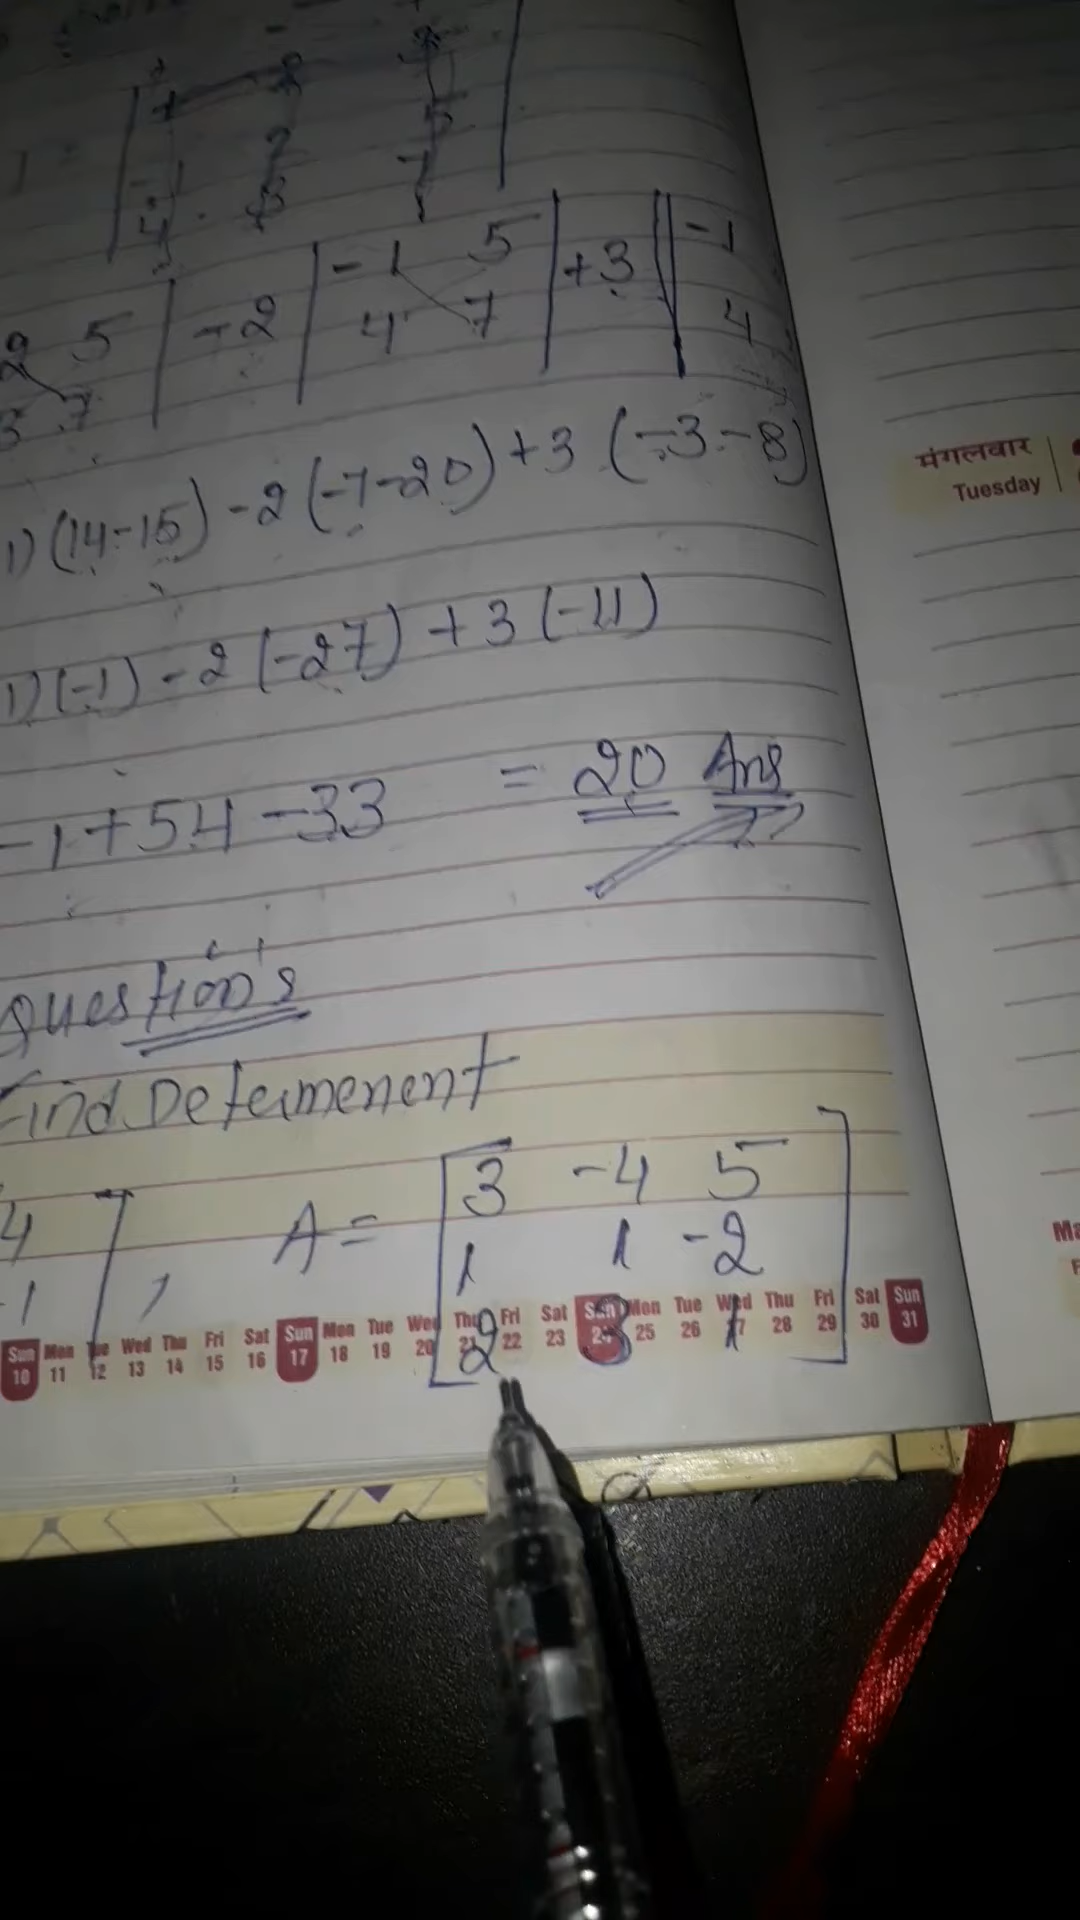 -1 5 -1
2 5 -2 4 7 +3 4
3 7
1) (14-15) -2 (-7-20) +3 (-3-8)
1) (-1) -2 (-27) +3 (-11)
-1+54-33 = 20 Ans
Question's
Find Determenent
4 3 -4 5
-1 , A = 1 1 -2
2 3 1
Sun Mon Tue Wed Thu Fri Sat Sun Mon Tue Wed Thu Fri Sat Sun Mon Tue Wed Thu Fri Sat Sun
10 11 12 13 14 15 16 17 18 19 20 21 22 23 24 25 26 27 28 29 30 31
मंगलवार
Tuesday